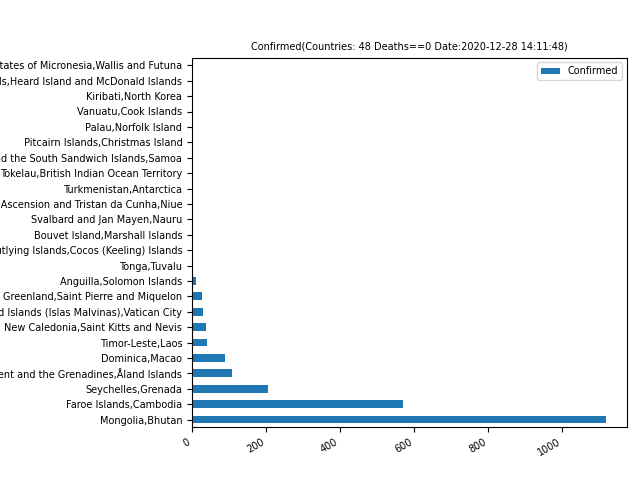 Confirmed(Countries: 48 Deaths==0 Date:2020-12-28 14:11:48)
Confirmed
tates of Micronesia,Wallis and Futuna
s,Heard Island and McDonald Islands
Kiribati,North Korea
Vanuatu,Cook Islands
Palau,Norfolk Island
Pitcairn Islands,Christmas Island
nd the South Sandwich Islands,Samoa
Tokelau,British Indian Ocean Territory
Turkmenistan,Antarctica
Ascension and Tristan da Cunha,Niue
Svalbard and Jan Mayen,Nauru
Bouvet Island,Marshall Islands
utlying Islands,Cocos (Keeling) Islands
Tonga,Tuvalu
Anguilla,Solomon Islands
Greenland,Saint Pierre and Miquelon
d Islands (Islas Malvinas),Vatican City
New Caledonia,Saint Kitts and Nevis
Timor-Leste,Laos
Dominica,Macao
ent and the Grenadines,Åland Islands
Seychelles,Grenada
Faroe Islands,Cambodia
Mongolia,Bhutan
0 200 400 600 800 1000